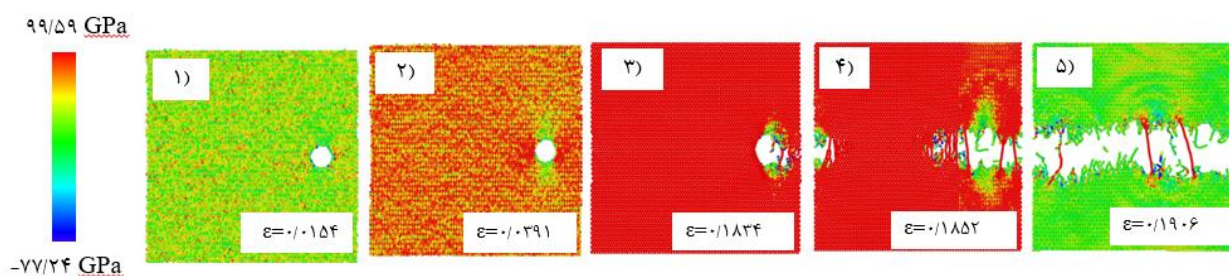 ۹۹/۵۹ GPa
۱)
۲)
۳)
۴)
۵)
ε=۰/۰۱۵۴
ε=۰/۰۳۹۱
ε=۰/۱۸۳۴
ε=۰/۱۸۵۲
ε=۰/۱۹۰۶
-۷۷/۲۴ GPa